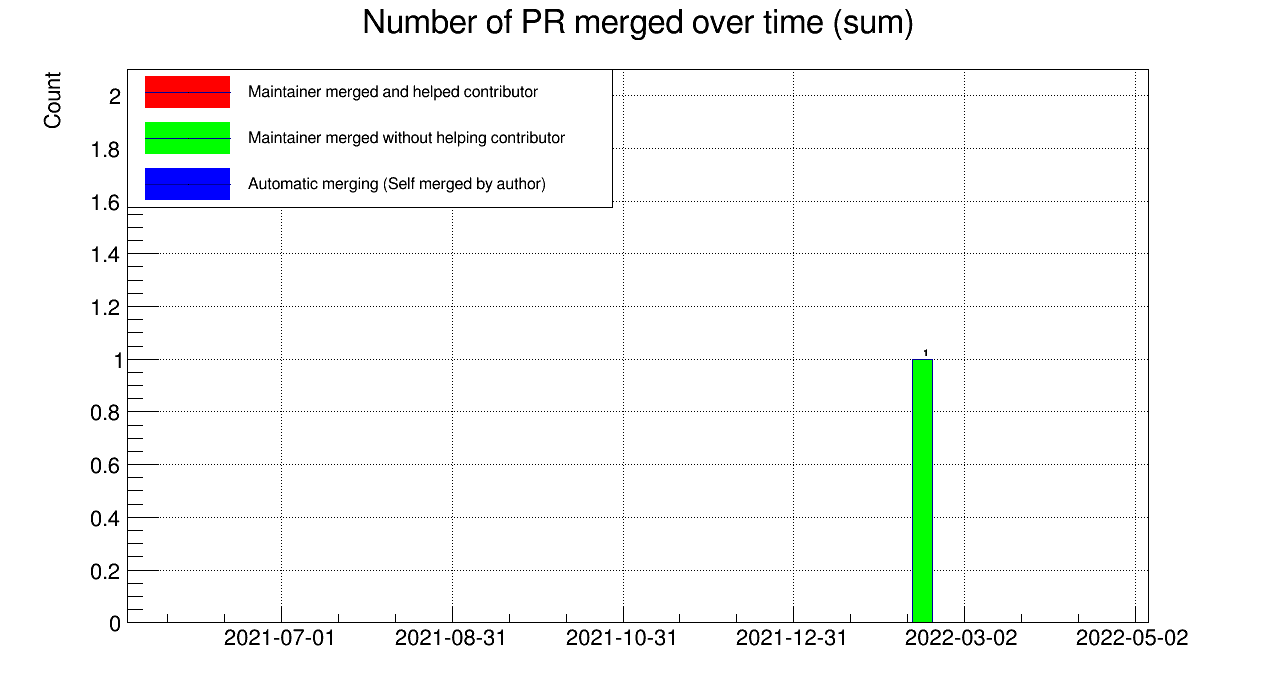 Number of PR merged over time (sum)
Count
Maintainer merged and helped contributor
Maintainer merged without helping contributor
Automatic merging (Self merged by author)
2
1.8
1.6
1.4
1.2
1
0.8
0.6
0.4
0.2
0
1
2021-07-01 2021-08-31 2021-10-31 2021-12-31 2022-03-02 2022-05-02